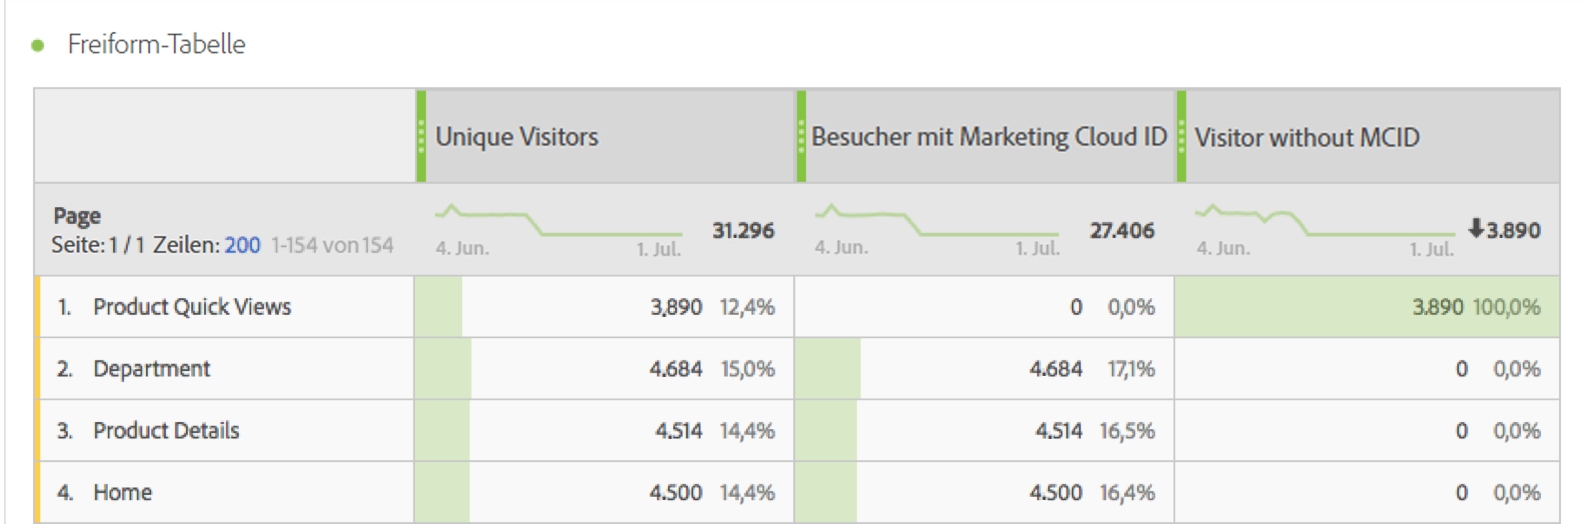 Freiform-Tabelle
Unique Visitors Besucher mit Marketing Cloud ID Visitor without MCID
Page
Seite: 1 / 1 Zeilen: 200 1-154 von 154
31.296 27.406 3.890
4. Jun. 1. Jul. 4. Jun. 1. Jul. 4. Jun. 1. Jul.
1. Product Quick Views 3.890 12,4% 0 0,0% 3.890 100,0%
2. Department 4.684 15,0% 4.684 17,1% 0 0,0%
3. Product Details 4.514 14,4% 4.514 16,5% 0 0,0%
4. Home 4.500 14,4% 4.500 16,4% 0 0,0%